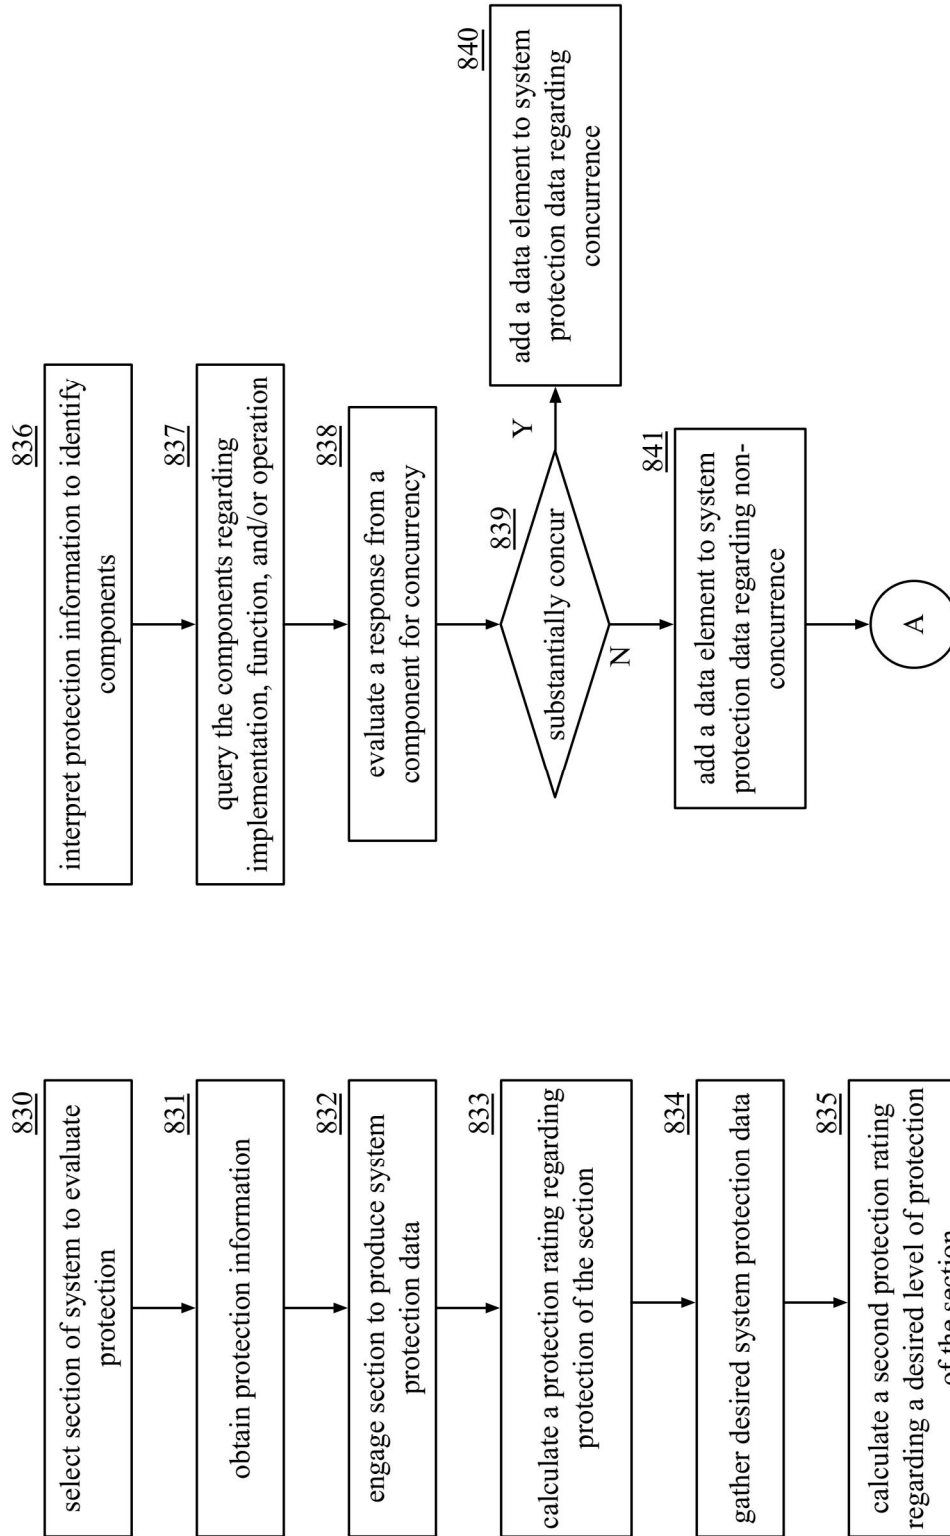 830
select section of system to evaluate
protection
831
obtain protection information
832
engage section to produce system
protection data
833
calculate a protection rating regarding
protection of the section
834
gather desired system protection data
835
calculate a second protection rating
regarding a desired level of protection
of the section
836
interpret protection information to identify
components
837
query the components regarding
implementation, function, and/or operation
838
evaluate a response from a
component for concurrency
839
substantially concur
Y
N
840
add a data element to system
protection data regarding
concurrence
841
add a data element to system
protection data regarding non-
concurrence
A